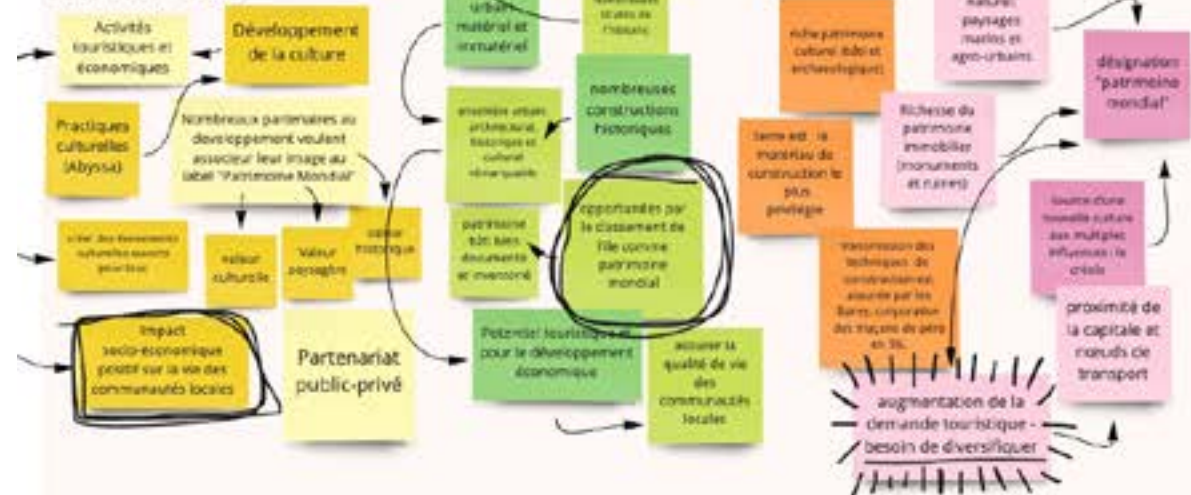 Activités
touristiques et
économiques
Développement
de la culture
Practiques
culturelles
(Abyssa)
Nombreux partenaires au
developpement veulent
associer leur image au
label "Patrimoine Mondial"
valeur
culturelle
Valeur
paysagère
historique
Impact
socio-économique
positif sur la vie des
communautés locales
Partenariat
public-privé
urbain
matériel et
immatériel
nombreuses
constructions
historiques
ensemble urbain
architectural
historique et
culturel
remarquable
patrimoine
bâti bien
documenté
et inventorié
opportunités par
le classement de
l'île comme
patrimoine
mondial
Potentiel touristique et
pour le développement
économique
assurer la
qualité de vie
des
communautés
locales
riche patrimoine
culturel (bâti et
archéologique)
terre est le
matériau de
construction le
plus
privilégié
transmission des
techniques de
construction est
assurée par les
corporation
des maçons de père
en fils.
naturel
paysages
marins et
agro-urbains
Richesse du
patrimoine
immobilier
(monuments
et ruines)
désignation
"patrimoine
mondial"
source d'une
nouvelle culture
aux multiples
influences : la
créole
proximité de
la capitale et
nœuds de
transport
augmentation de la
demande touristique -
besoin de diversifiquer